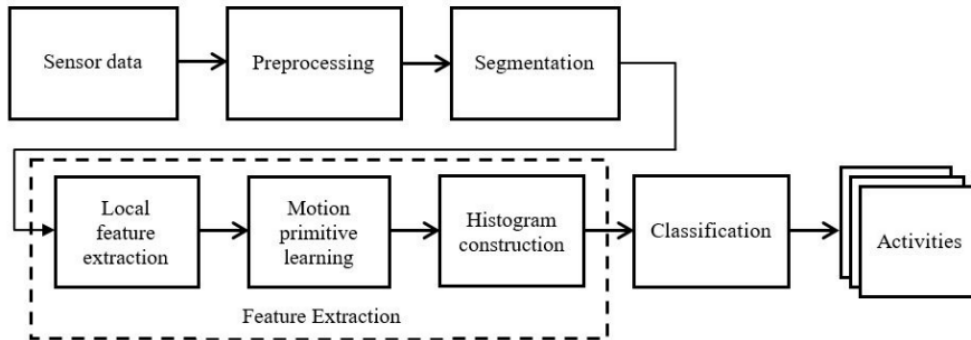 Sensor data
Preprocessing
Segmentation
Local
feature
extraction
Motion
primitive
learning
Histogram
construction
Classification
Activities
Feature Extraction